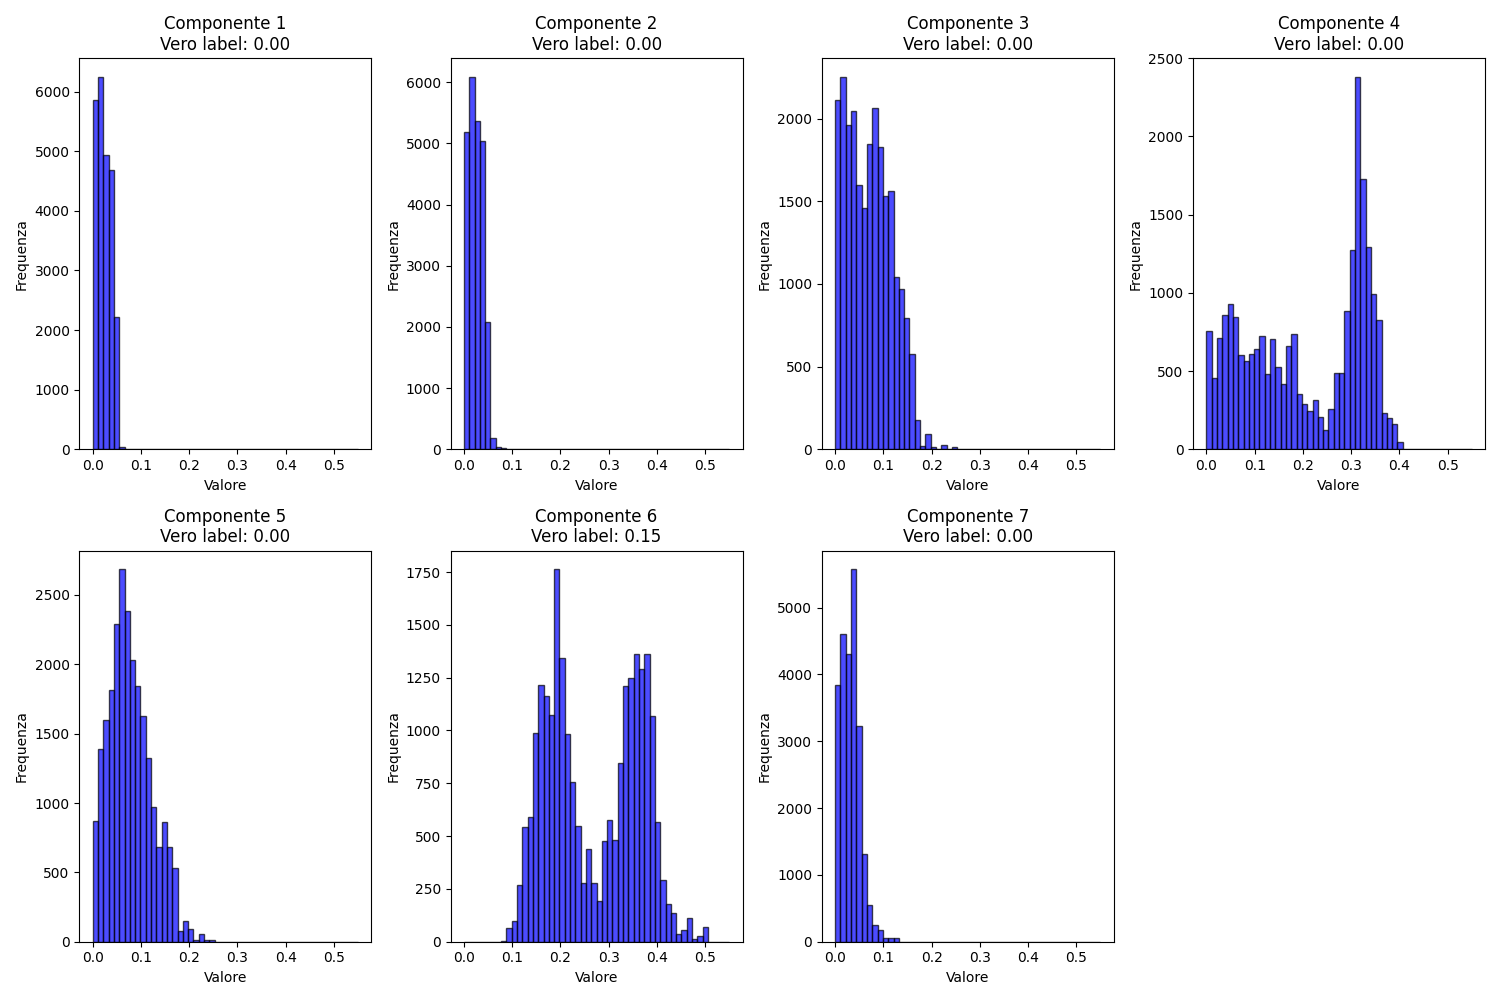 Componente 1
Vero label: 0.00
Frequenza
6000
5000
4000
3000
2000
1000
0
0.0 0.1 0.2 0.3 0.4 0.5
Valore
Componente 2
Vero label: 0.00
Frequenza
6000
5000
4000
3000
2000
1000
0
0.0 0.1 0.2 0.3 0.4 0.5
Valore
Componente 3
Vero label: 0.00
Frequenza
2000
1500
1000
500
0
0.0 0.1 0.2 0.3 0.4 0.5
Valore
Componente 4
Vero label: 0.00
Frequenza
2500
2000
1500
1000
500
0
0.0 0.1 0.2 0.3 0.4 0.5
Valore
Componente 5
Vero label: 0.00
Frequenza
2500
2000
1500
1000
500
0
0.0 0.1 0.2 0.3 0.4 0.5
Valore
Componente 6
Vero label: 0.15
Frequenza
1750
1500
1250
1000
750
500
250
0
0.0 0.1 0.2 0.3 0.4 0.5
Valore
Componente 7
Vero label: 0.00
Frequenza
5000
4000
3000
2000
1000
0
0.0 0.1 0.2 0.3 0.4 0.5
Valore